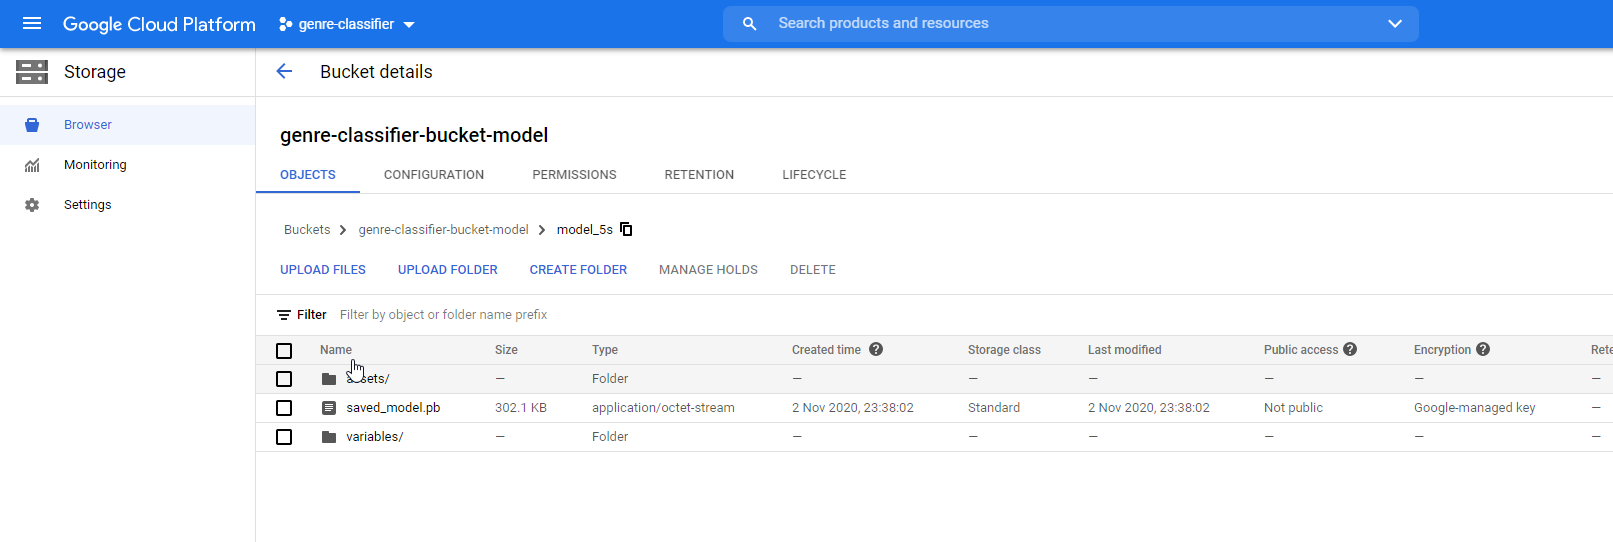 Google Cloud Platform genre-classifier Search products and resources
Storage Bucket details
Browser
Monitoring
Settings
genre-classifier-bucket-model
OBJECTS CONFIGURATION PERMISSIONS RETENTION LIFECYCLE
Buckets genre-classifier-bucket-model model_5s
UPLOAD FILES UPLOAD FOLDER CREATE FOLDER MANAGE HOLDS DELETE
Filter Filter by object or folder name prefix
Name Size Type Created time Storage class Last modified Public access Encryption Rete
assets/ — Folder — — — — — —
saved_model.pb 302.1 KB application/octet-stream 2 Nov 2020, 23:38:02 Standard 2 Nov 2020, 23:38:02 Not public Google-managed key —
variables/ — Folder — — — — — —